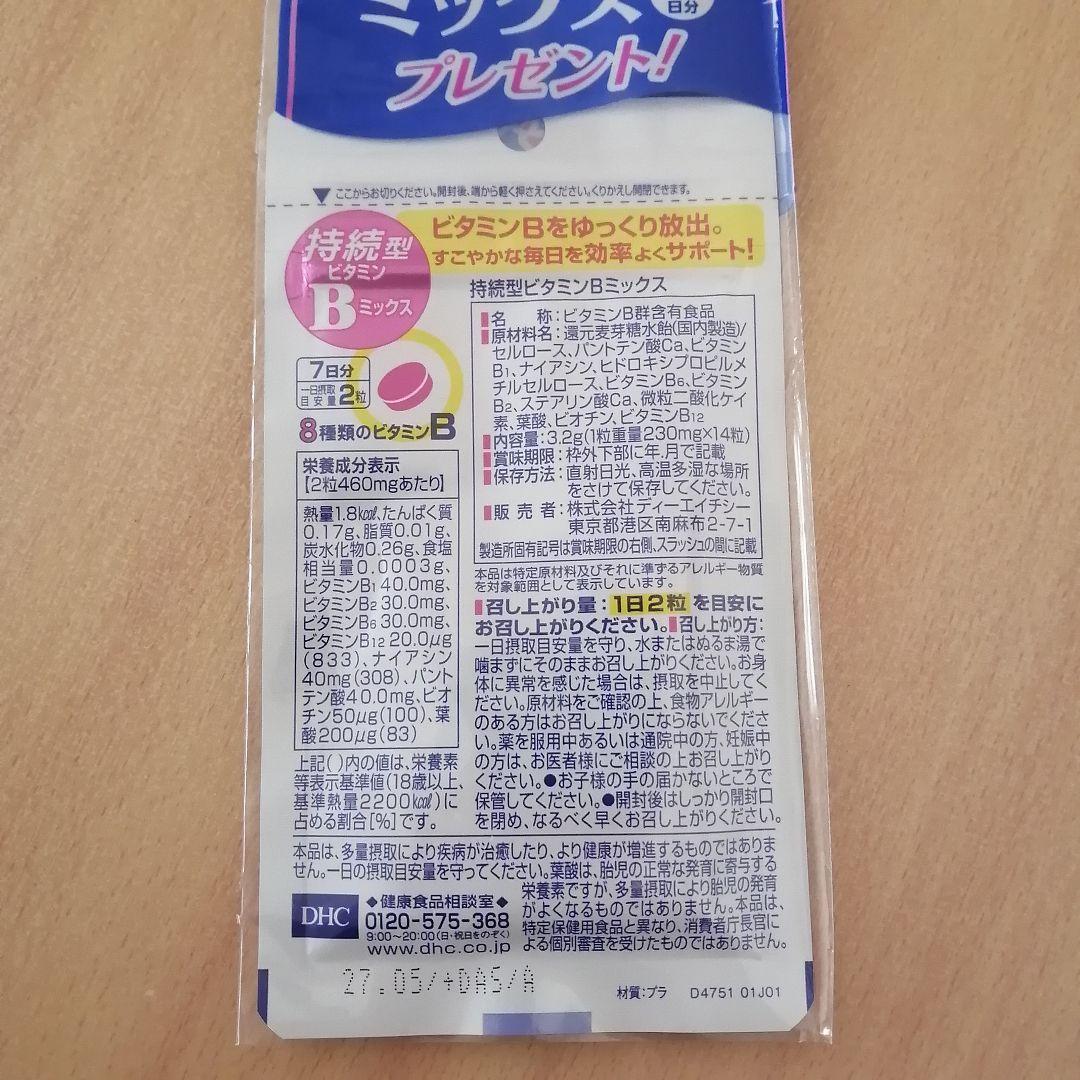 ミックス
日分
プレゼント!
▼ここからお切りください。開封後、端から軽く押さえてください。くりかえし開閉できます。
持続型
ビタミン
Bミックス
ビタミンBをゆっくり放出。
すこやかな毎日を効率よくサポート!
7日分
一日摂取
目安量2粒
8種類のビタミンB
栄養成分表示
【2粒460mgあたり】
熱量1.8kcal、たんぱく質
0.17g、脂質0.01g、
炭水化物0.26g、食塩
相当量0.0003g、
ビタミンB1 40.0mg、
ビタミンB2 30.0mg、
ビタミンB6 30.0mg、
ビタミンB12 20.0μg
(833)、ナイアシン
40mg(308)、パント
テン酸40.0mg、ビオ
チン50μg(100)、葉
酸200μg(83)
上記( )内の値は、栄養素
等表示基準値(18歳以上、
基準熱量2200kcal)に
占める割合[%]です。
持続型ビタミンBミックス
名 称:ビタミンB群含有食品
原材料名:還元麦芽糖水飴(国内製造)/
セルロース、パントテン酸Ca、ビタミン
B1、ナイアシン、ヒドロキシプロピルメ
チルセルロース、ビタミンB6、ビタミン
B2、ステアリン酸Ca、微粒二酸化ケイ
素、葉酸、ビオチン、ビタミンB12
内容量:3.2g(1粒重量230mg×14粒)
賞味期限:枠外下部に年.月で記載
保存方法:直射日光、高温多湿な場所
をさけて保存してください。
販売者:株式会社ディーエイチシー
東京都港区南麻布2-7-1
製造所固有記号は賞味期限の右側、スラッシュの間に記載
本品は特定原材料及びそれに準ずるアレルギー物質
を対象範囲として表示しています。
召し上がり量:1日2粒を目安に
お召し上がりください。召し上がり方:
一日摂取目安量を守り、水またはぬるま湯で
噛まずにそのままお召し上がりください。お身
体に異常を感じた場合は、摂取を中止してく
ださい。原材料をご確認の上、食物アレルギー
のある方はお召し上がりにならないでくださ
い。薬を服用中あるいは通院中の方、妊娠中
の方は、お医者様にご相談の上お召し上がり
ください。●お子様の手の届かないところで
保管してください。●開封後はしっかり開封口
を閉め、なるべく早くお召し上がりください。
本品は、多量摂取により疾病が治癒したり、より健康が増進するものではありま
せん。一日の摂取目安量を守ってください。葉酸は、胎児の正常な発育に寄与する
栄養素ですが、多量摂取により胎児の発育
がよくなるものではありません。本品は、
特定保健用食品と異なり、消費者庁長官に
よる個別審査を受けたものではありません。
DHC
◆健康食品相談室◆
0120-575-368
9:00〜20:00(日・祝日をのぞく)
www.dhc.co.jp
27.05/+DA5/A
材質:プラ D4751 01J01